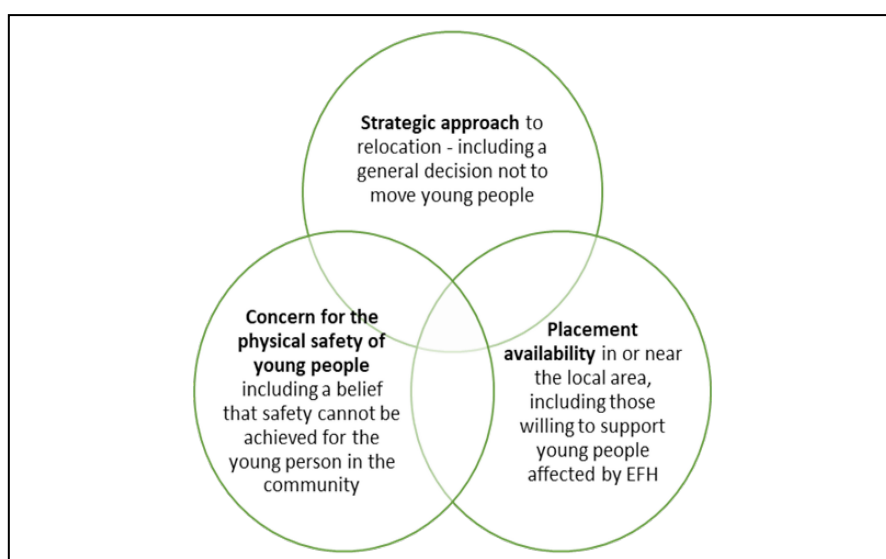 Strategic approach to
relocation - including a
general decision not to
move young people
Concern for the
physical safety of
young people
including a belief
that safety cannot be
achieved for the
young person in the
community
Placement
availability in or near
the local area,
including those
willing to support
young people
affected by EFH